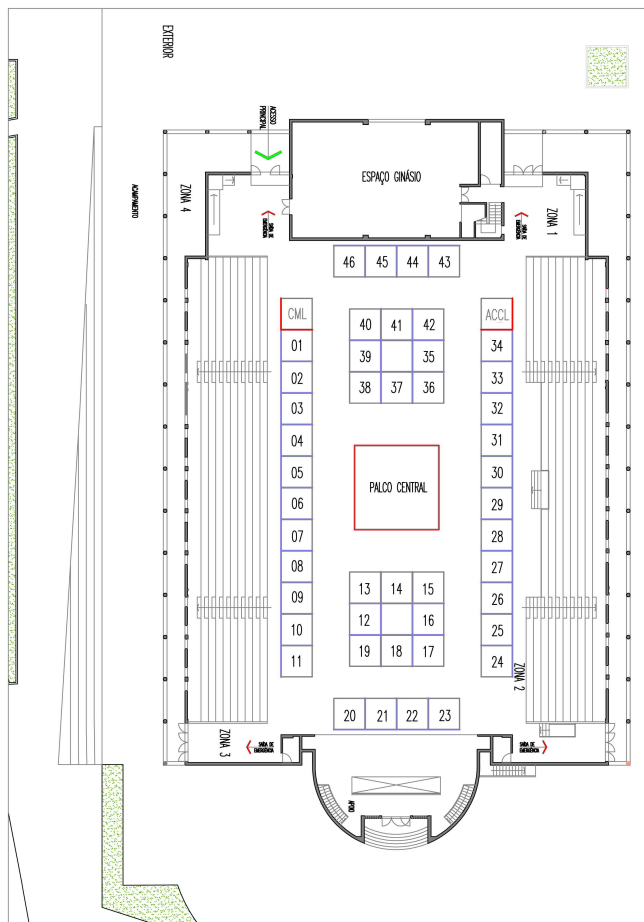 EXTERIOR
ACESSO
PRINCIPAL
ESPAÇO GINÁSIO
ACAMPAMENTO
ZONA 4
ZONA 1
SAÍDA DE
EMERGÊNCIA
SAÍDA DE
EMERGÊNCIA
46 45 44 43
CML
ACCL
40 41 42
01
34
39 35
02
33
38 37 36
03
32
04
31
05
30
PALCO CENTRAL
06
29
07
28
08
27
13 14 15
09
26
12 16
10
25
19 18 17
11
24
ZONA 2
20 21 22 23
ZONA 3
SAÍDA DE
EMERGÊNCIA
SAÍDA DE
EMERGÊNCIA
APOIO